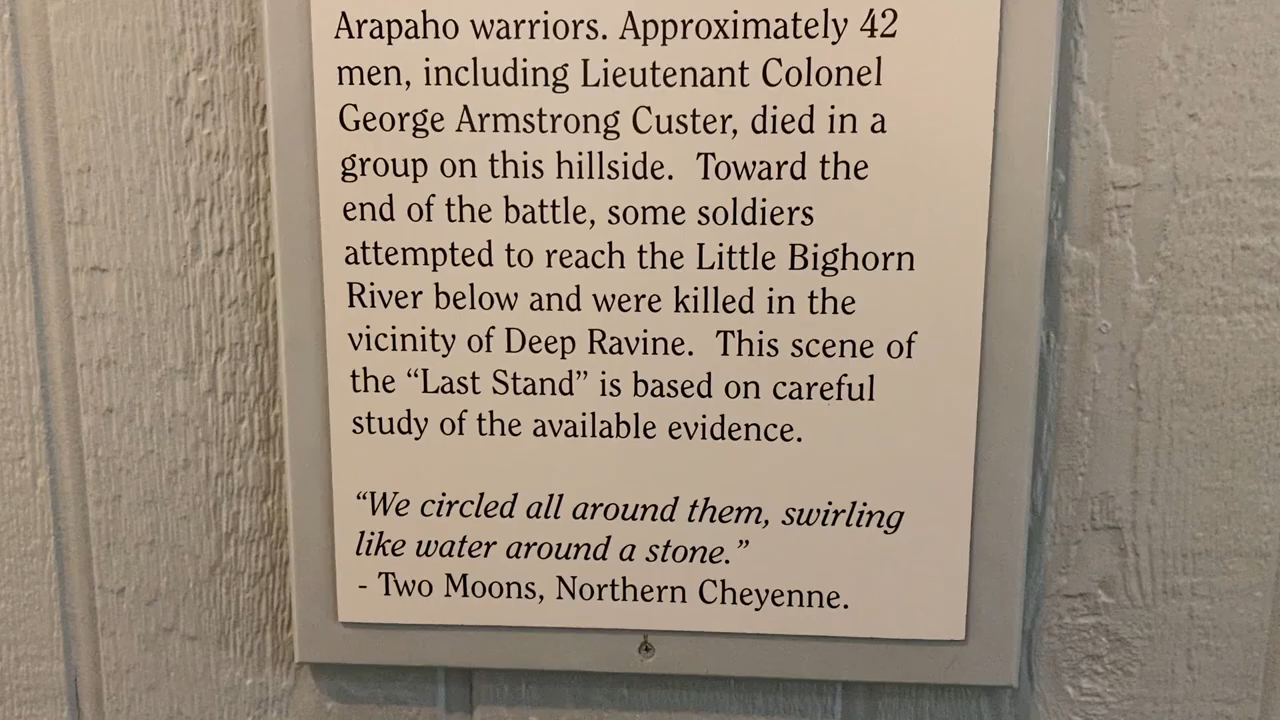 Arapaho warriors. Approximately 42
men, including Lieutenant Colonel
George Armstrong Custer, died in a
group on this hillside.  Toward the
end of the battle, some soldiers
attempted to reach the Little Bighorn
River below and were killed in the
vicinity of Deep Ravine.  This scene of
the “Last Stand” is based on careful
study of the available evidence.
“We circled all around them, swirling
like water around a stone.”
- Two Moons, Northern Cheyenne.